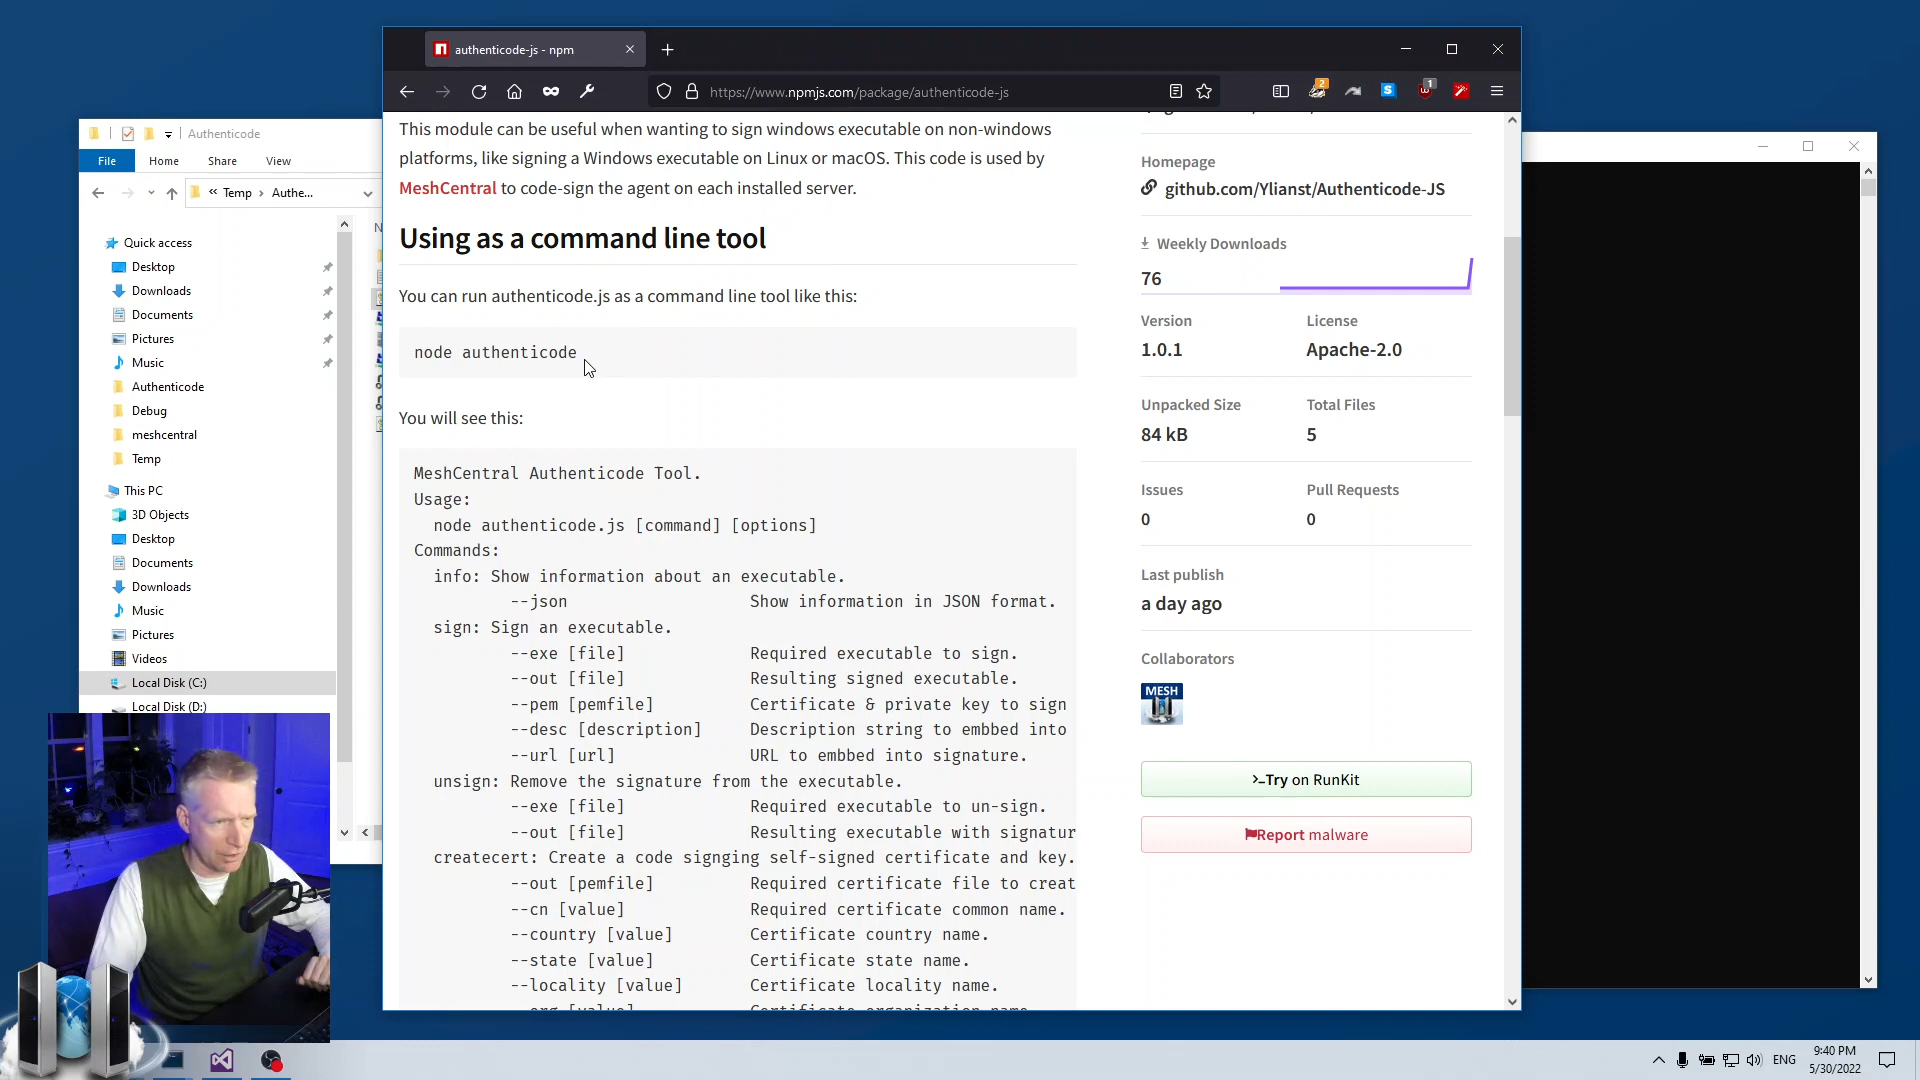 authenticode-js - npm
https://www.npmjs.com/package/authenticode-js
2
1
Authenticode
File
Home
Share
View
Temp
Authe...
Quick access
Desktop
Downloads
Documents
Pictures
Music
Authenticode
Debug
meshcentral
Temp
This PC
3D Objects
Desktop
Documents
Downloads
Music
Pictures
Videos
Local Disk (C:)
Local Disk (D:)
This module can be useful when wanting to sign windows executable on non-windows
platforms, like signing a Windows executable on Linux or macOS. This code is used by
MeshCentral to code-sign the agent on each installed server.
Using as a command line tool
You can run authenticode.js as a command line tool like this:
node authenticode
You will see this:
MeshCentral Authenticode Tool.
Usage:
node authenticode.js [command] [options]
Commands:
info: Show information about an executable.
--json Show information in JSON format.
sign: Sign an executable.
--exe [file] Required executable to sign.
--out [file] Resulting signed executable.
--pem [pemfile] Certificate & private key to sign
--desc [description] Description string to embbed into
--url [url] URL to embbed into signature.
unsign: Remove the signature from the executable.
--exe [file] Required executable to un-sign.
--out [file] Resulting executable with signatur
createcert: Create a code signging self-signed certificate and key.
--out [pemfile] Required certificate file to creat
--cn [value] Required certificate common name.
--country [value] Certificate country name.
--state [value] Certificate state name.
--locality [value] Certificate locality name.
Homepage
github.com/Ylianst/Authenticode-JS
Weekly Downloads
76
Version
License
1.0.1
Apache-2.0
Unpacked Size
Total Files
84 kB
5
Issues
Pull Requests
0
0
Last publish
a day ago
Collaborators
MESH
Try on RunKit
Report malware
ENG
9:40 PM
5/30/2022